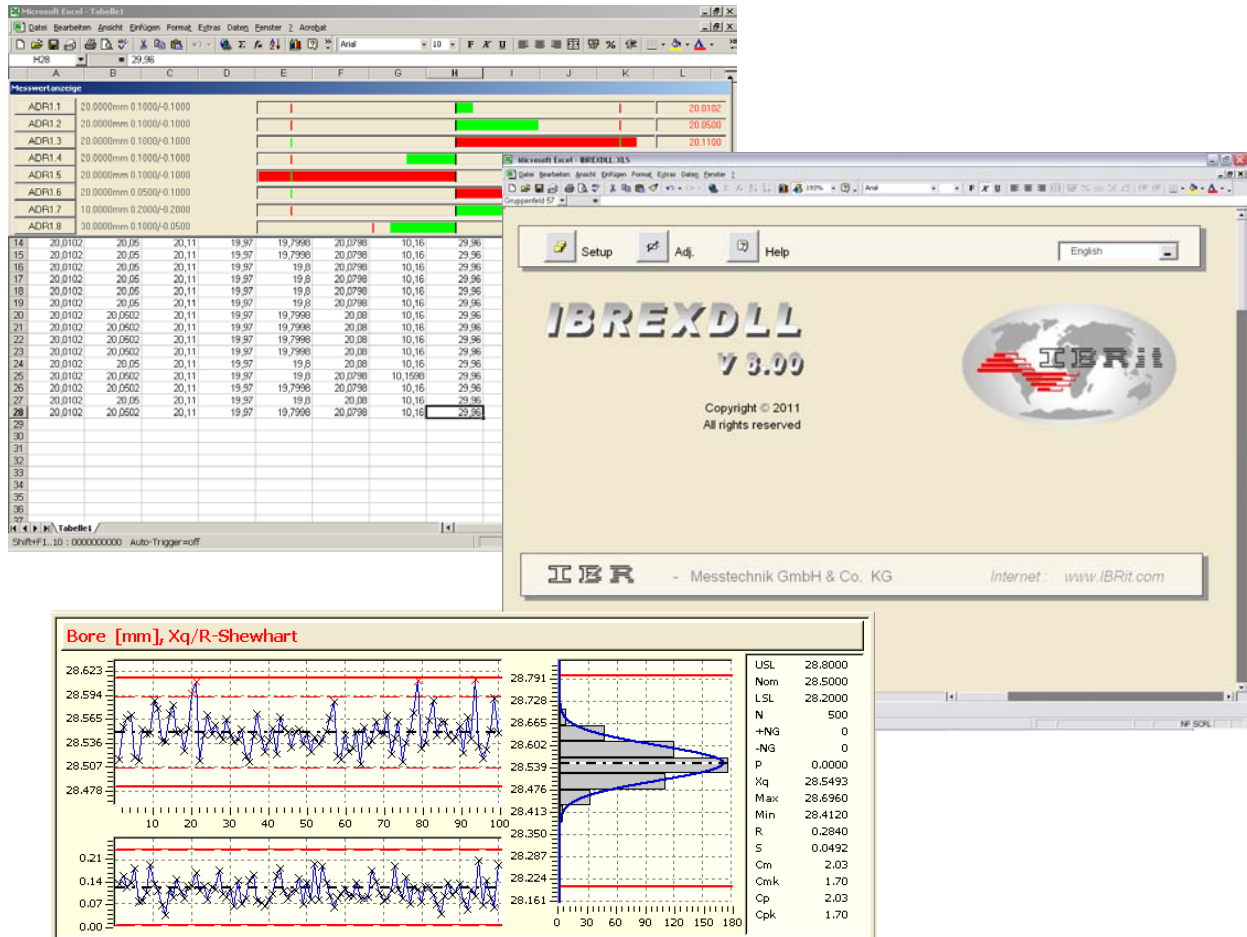 Microsoft Excel - Tabelle1
Datei Bearbeiten Ansicht Einfügen Format Extras Daten Fenster ? Acrobat
Arial 10 F K U
H28 = 29,96
A B C D E F G H I J K L
Messwertanzeige
ADR1.1 20.0000mm 0.1000/-0.1000 20.0102
ADR1.2 20.0000mm 0.1000/-0.1000 20.0500
ADR1.3 20.0000mm 0.1000/-0.1000 20.1100
ADR1.4 20.0000mm 0.1000/-0.1000
ADR1.5 20.0000mm 0.1000/-0.1000
ADR1.6 20.0000mm 0.0500/-0.1000
ADR1.7 10.0000mm 0.2000/-0.2000
ADR1.8 30.0000mm 0.1000/-0.0500
14 20,0102 20,05 20,11 19,97 19,7998 20,0798 10,16 29,96
15 20,0102 20,05 20,11 19,97 19,7998 20,0798 10,16 29,96
16 20,0102 20,05 20,11 19,97 19,8 20,0798 10,16 29,96
17 20,0102 20,05 20,11 19,97 19,8 20,0798 10,16 29,96
18 20,0102 20,05 20,11 19,97 19,8 20,0798 10,16 29,96
19 20,0102 20,05 20,11 19,97 19,8 20,0798 10,16 29,96
20 20,0102 20,0502 20,11 19,97 19,7998 20,08 10,16 29,96
21 20,0102 20,0502 20,11 19,97 19,7998 20,08 10,16 29,96
22 20,0102 20,0502 20,11 19,97 19,7998 20,08 10,16 29,96
23 20,0102 20,0502 20,11 19,97 19,7998 20,08 10,16 29,96
24 20,0102 20,05 20,11 19,97 19,8 20,08 10,16 29,96
25 20,0102 20,0502 20,11 19,97 19,8 20,0798 10,1598 29,96
26 20,0102 20,0502 20,11 19,97 19,7998 20,08 10,16 29,96
27 20,0102 20,05 20,11 19,97 19,8 20,08 10,16 29,96
28 20,0102 20,0502 20,11 19,97 19,7998 20,0798 10,16 29,96
29
30
31
32
33
34
35
36
37
Tabelle1
Shift+F1..10 : 0000000000 Auto-Trigger=off
Microsoft Excel - IBREXDLL.XLS
Datei Bearbeiten Ansicht Einfügen Format Extras Daten Fenster ?
Arial F K U
Gruppenfeld 57 =
Setup Adj. Help English
IBREXDLL
V 8.00
IBRit
Copyright © 2011
All rights reserved
IBR - Messtechnik GmbH & Co. KG Internet : www.IBRit.com
NF SCRL
Bore [mm], Xq/R-Shewhart
28.623
28.594
28.565
28.536
28.507
28.478
10 20 30 40 50 60 70 80 90 100
0.21
0.14
0.07
0.00
28.791
28.728
28.665
28.602
28.539
28.476
28.413
28.350
28.287
28.224
28.161
0 30 60 90 120 150 180
USL 28.8000
Nom 28.5000
LSL 28.2000
N 500
+NG 0
-NG 0
P 0.0000
Xq 28.5493
Max 28.6960
Min 28.4120
R 0.2840
S 0.0492
Cm 2.03
Cmk 1.70
Cp 2.03
Cpk 1.70